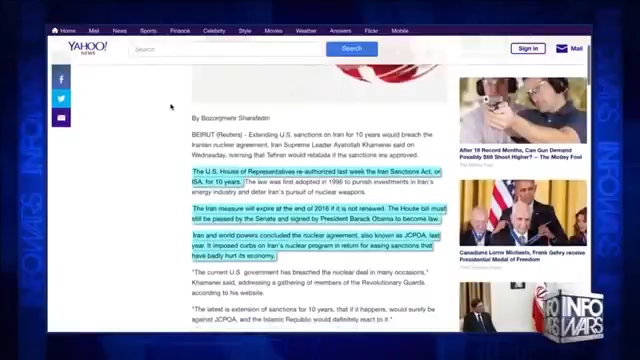 Home Mail News Sports Finance Celebrity Style Movies Weather Answers Flickr Mobile
YAHOO!
NEWS
Search
Search
Sign in
Mail
By Bozorgmehr Sharafedin
BEIRUT (Reuters) - Extending U.S. sanctions on Iran for 10 years would breach the
Iranian nuclear agreement, Iran Supreme Leader Ayatollah Khamenei said on
Wednesday, warning that Tehran would retaliate if the sanctions are approved.
The U.S. House of Representatives re-authorized last week the Iran Sanctions Act, or
ISA, for 10 years. The law was first adopted in 1996 to punish investments in Iran's
energy industry and deter Iran's pursuit of nuclear weapons.
The Iran measure will expire at the end of 2016 if it is not renewed. The House bill must
still be passed by the Senate and signed by President Barack Obama to become law.
Iran and world powers concluded the nuclear agreement, also known as JCPOA, last
year. It imposed curbs on Iran's nuclear program in return for easing sanctions that
have badly hurt its economy.
"The current U.S. government has breached the nuclear deal in many occasions,"
Khamenei said, addressing a gathering of members of the Revolutionary Guards
according to his website.
"The latest is extension of sanctions for 10 years, that if it happens, would surely be
against JCPOA, and the Islamic Republic would definitely react to it."
After 19 Record Months, Can Gun Demand
Possibly Still Shoot Higher? -- The Motley Fool
The Motley Fool
Canadians Lorne Michaels, Frank Gehry receive
Presidential Medal of Freedom
INFO
WARS